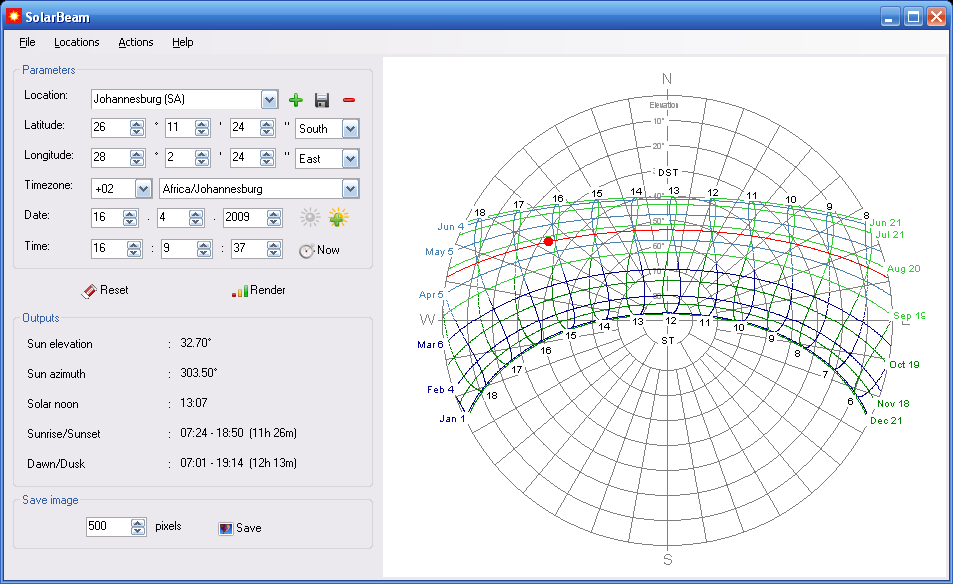 SolarBeam
File Locations Actions Help
Parameters
Location: Johannesburg (SA)
Latitude: 26 ° 11 ' 24 " South
Longitude: 28 ° 2 ' 24 " East
Timezone: +02 Africa/Johannesburg
Date: 16 . 4 . 2009
Time: 16 : 9 : 37 Now
Reset Render
Outputs
Sun elevation : 32.70°
Sun azimuth : 303.50°
Solar noon : 13:07
Sunrise/Sunset : 07:24 - 18:50 (11h 26m)
Dawn/Dusk : 07:01 - 19:14 (12h 13m)
Save image
500 pixels Save
N
Elevation
10°
20°
DST
18 17 16 15 14 13 12 11 10 9 8
Jun 4 Jun 21
50° Jul 21
May 5 60°
Aug 20
Apr 5
Sep 19
W 13 12 11
14 10
15 9
Mar 6 ST
16 8
Oct 19
17 7
Feb 4 18 6 Nov 18
Jan 1 Dec 21
S